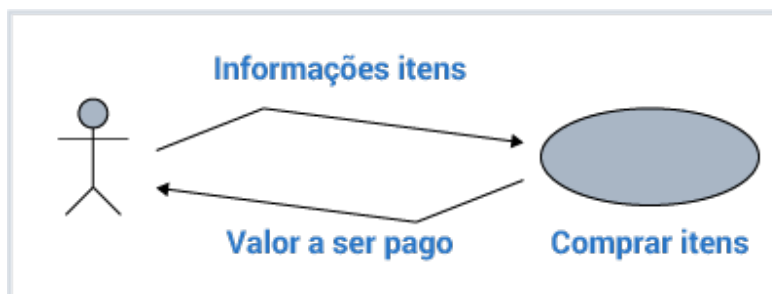 Informações itens
Valor a ser pago
Comprar itens